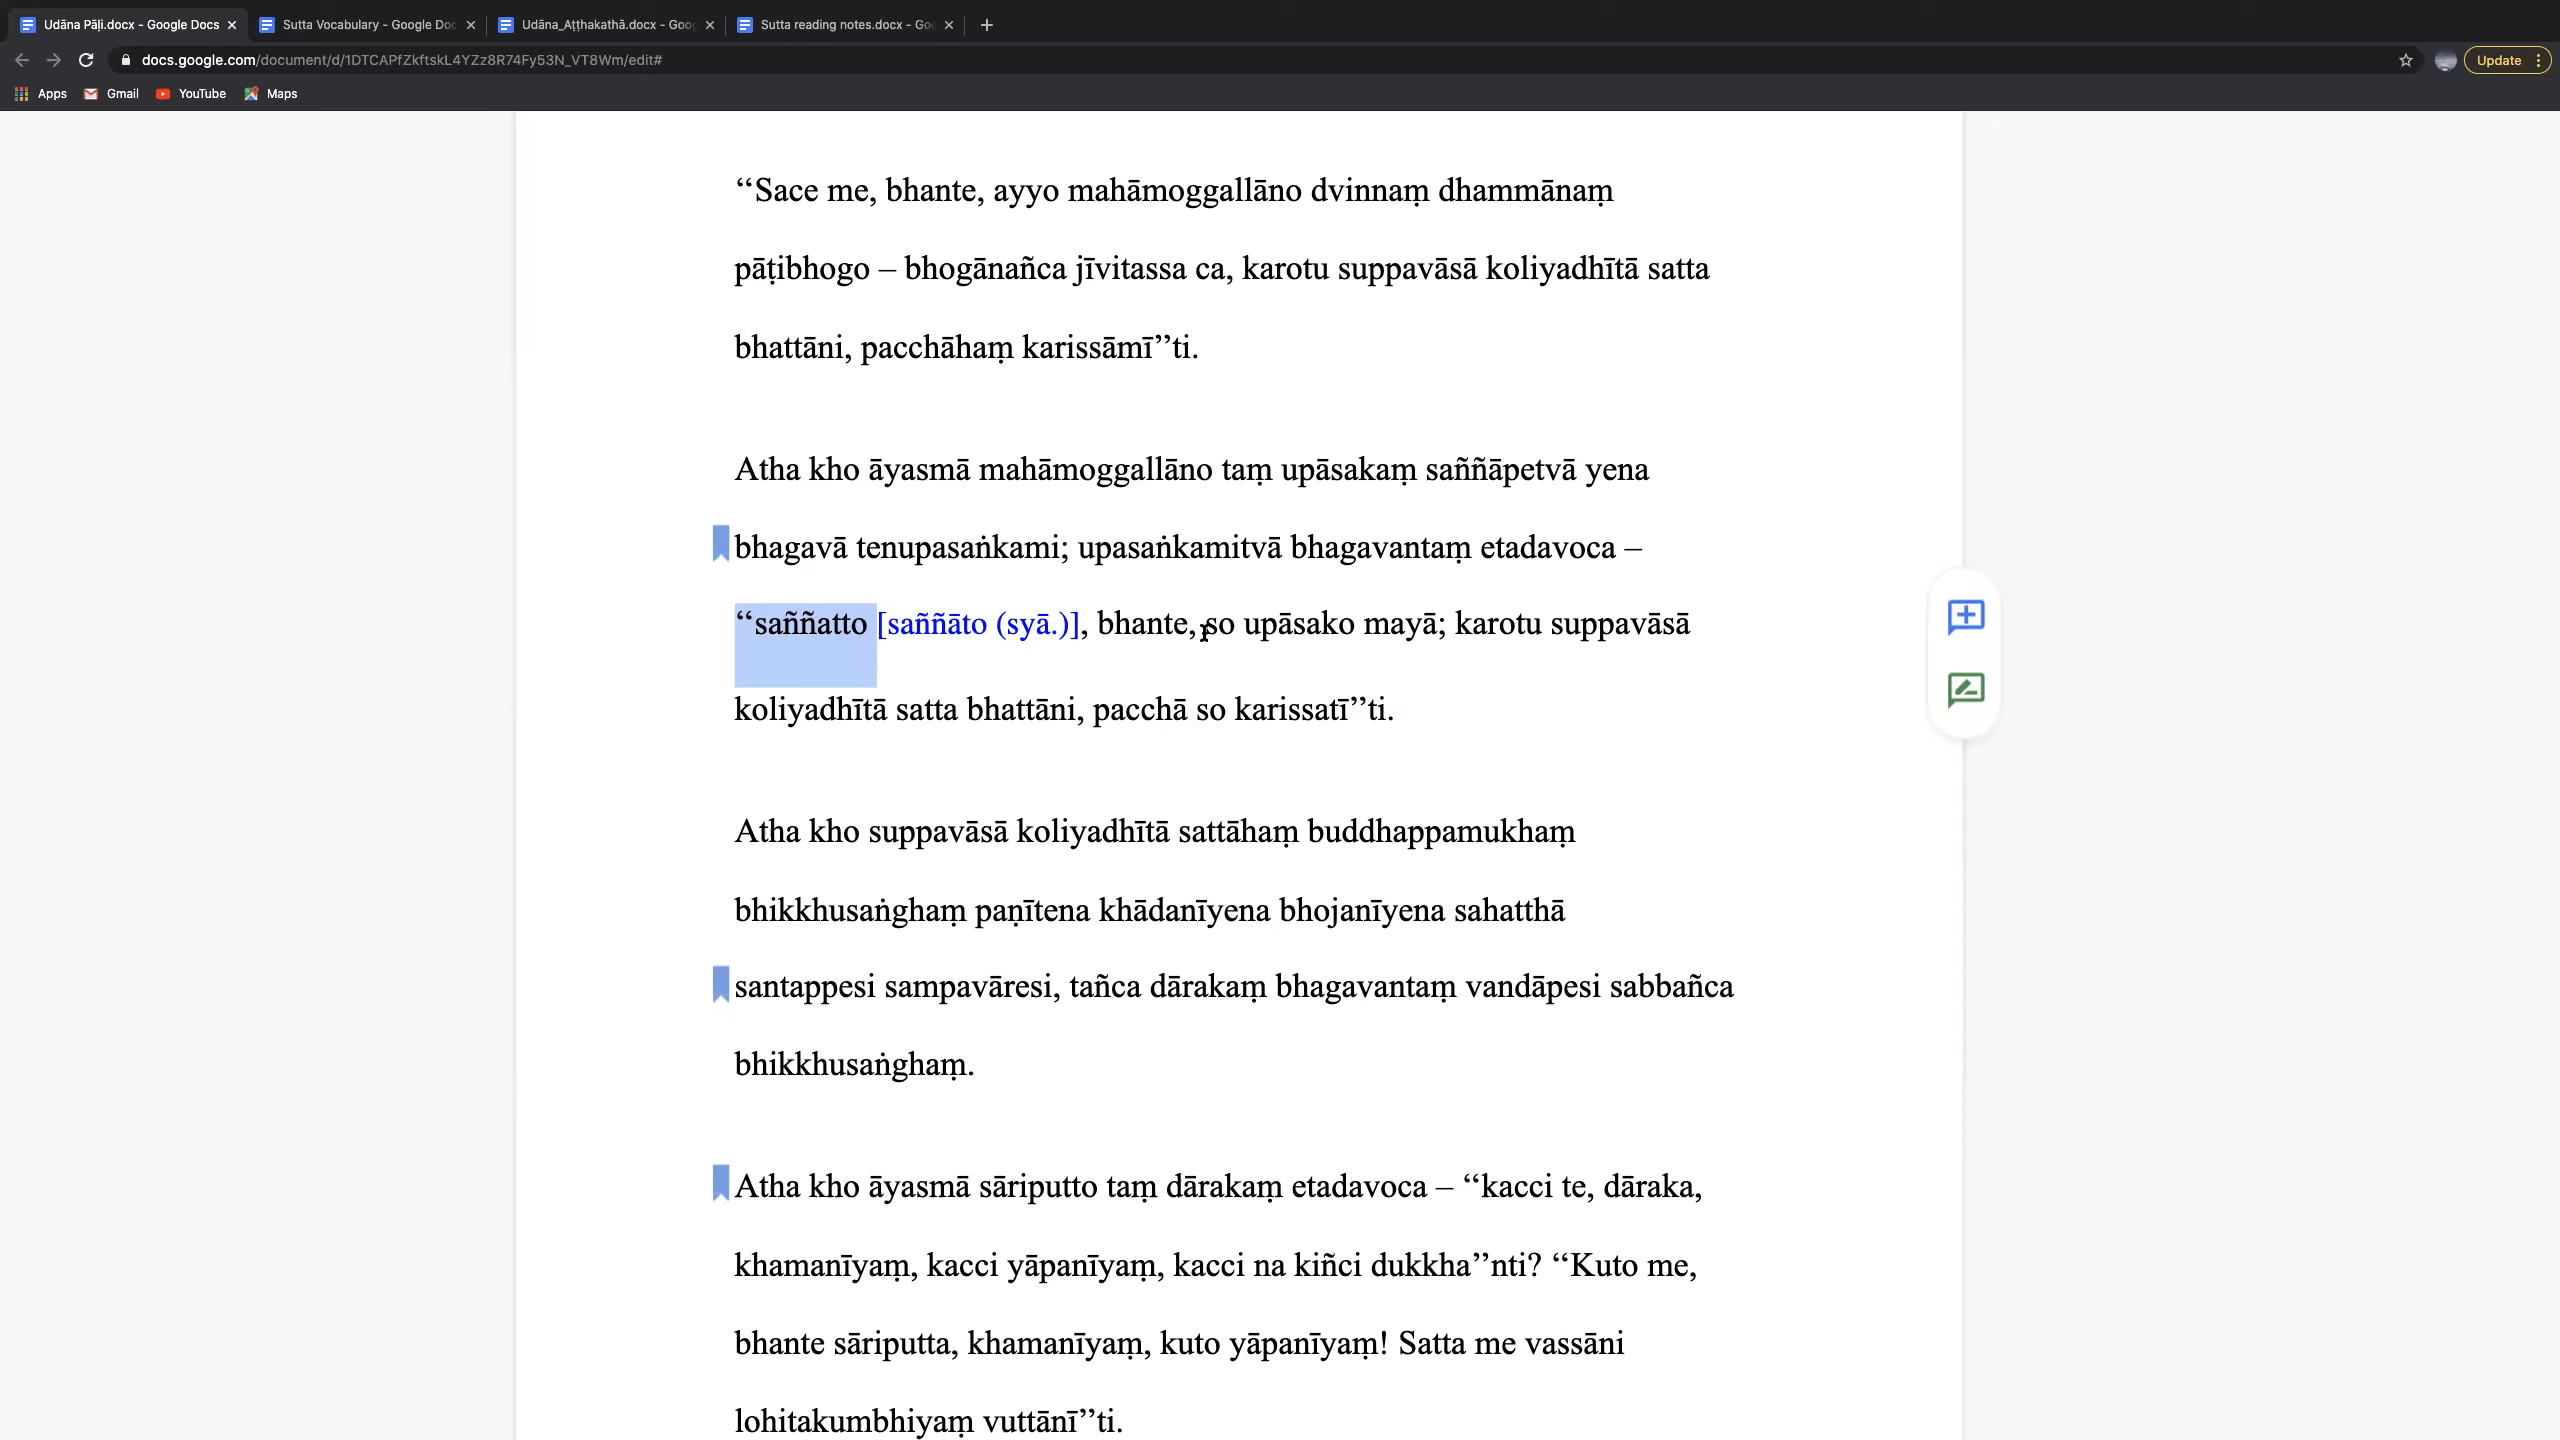 Udāna Pāḷi.docx - Google Docs
Sutta Vocabulary - Google Doc
Udāna_Aṭṭhakathā.docx - Goog
Sutta reading notes.docx - Go
docs.google.com/document/d/1DTCAPfZkftskL4YZz8R74Fy53N_VT8Wm/edit#
Update
Apps Gmail YouTube Maps
‘‘Sace me, bhante, ayyo mahāmoggallāno dvinnaṃ dhammānaṃ
pāṭibhogo – bhogānañca jīvitassa ca, karotu suppavāsā koliyadhītā satta
bhattāni, pacchāhaṃ karissāmī’’ti.
Atha kho āyasmā mahāmoggallāno taṃ upāsakaṃ saññāpetvā yena
bhagavā tenupasaṅkami; upasaṅkamitvā bhagavantaṃ etadavoca –
‘‘saññatto [saññāto (syā.)], bhante, so upāsako mayā; karotu suppavāsā
koliyadhītā satta bhattāni, pacchā so karissatī’’ti.
Atha kho suppavāsā koliyadhītā sattāhaṃ buddhappamukhaṃ
bhikkhusaṅghaṃ paṇītena khādanīyena bhojanīyena sahatthā
santappesi sampavāresi, tañca dārakaṃ bhagavantaṃ vandāpesi sabbañca
bhikkhusaṅghaṃ.
Atha kho āyasmā sāriputto taṃ dārakaṃ etadavoca – ‘‘kacci te, dāraka,
khamanīyaṃ, kacci yāpanīyaṃ, kacci na kiñci dukkha’’nti? ‘‘Kuto me,
bhante sāriputta, khamanīyaṃ, kuto yāpanīyaṃ! Satta me vassāni
lohitakumbhiyaṃ vuttānī’’ti.